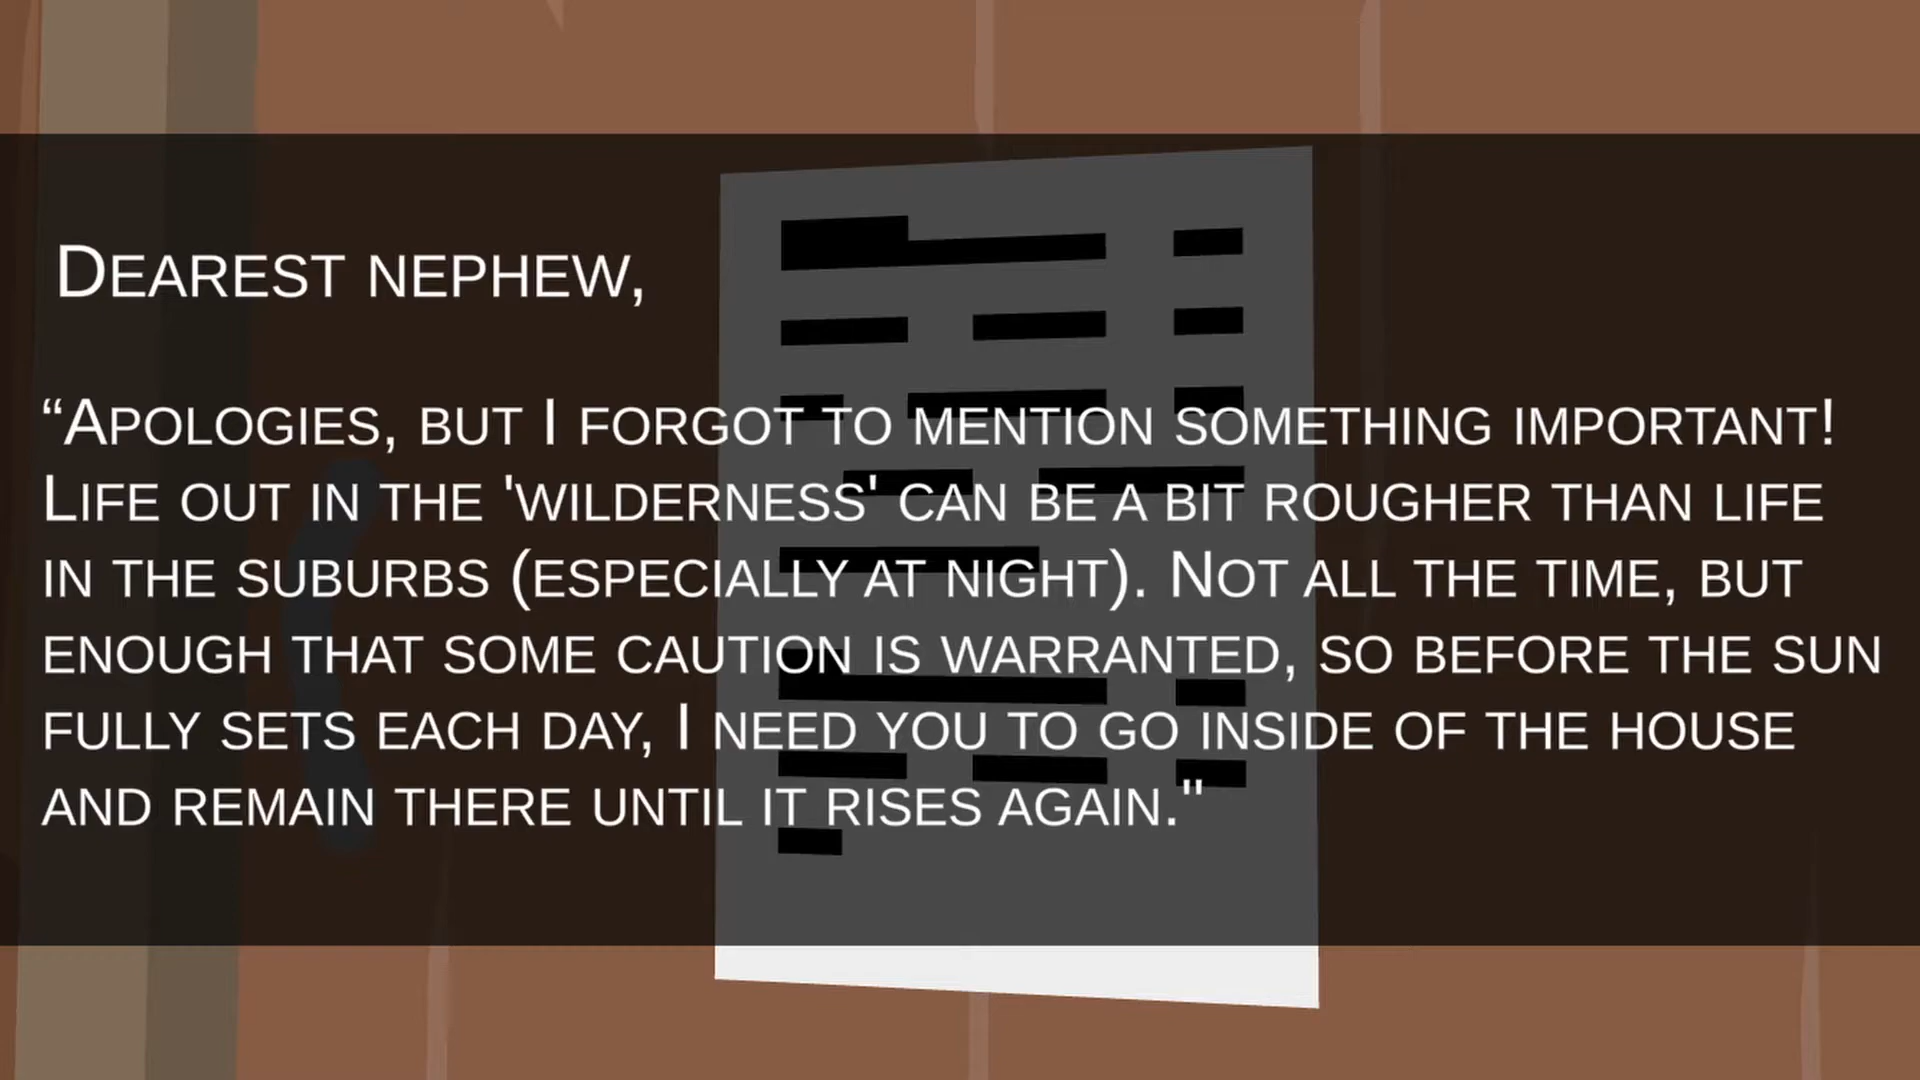 Dearest nephew,
“Apologies, but I forgot to mention something important!
Life out in the 'wilderness' can be a bit rougher than life
in the suburbs (especially at night). Not all the time, but
enough that some caution is warranted, so before the sun
fully sets each day, I need you to go inside of the house
and remain there until it rises again."